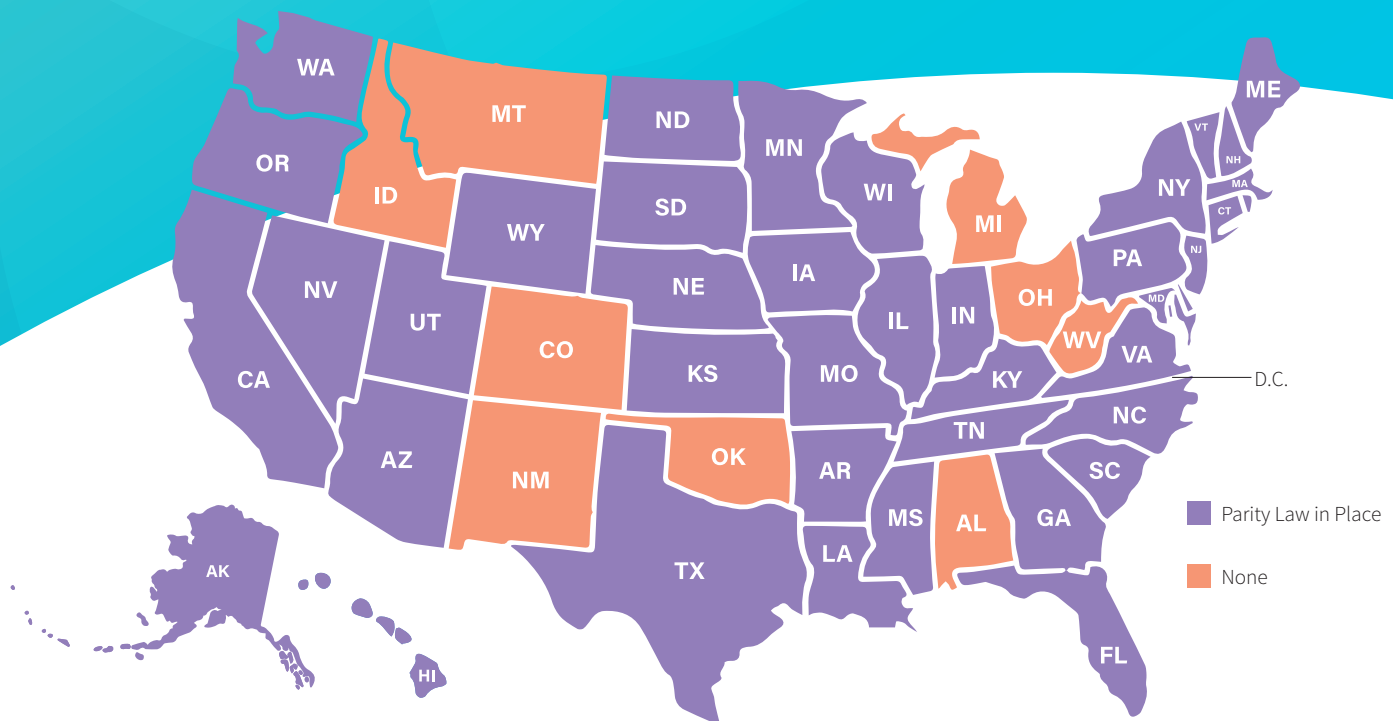 WA
MT
ND
ME
OR
ID
MN
VT
NH
SD
WI
NY
MA
WY
MI
CT
NV
IA
PA
NJ
NE
UT
OH
MD
CO
IL
IN
WV
VA
CA
KS
MO
KY
D.C.
AZ
NM
OK
AR
TN
NC
SC
MS
AL
GA
Parity Law in Place
LA
AK
TX
None
HI
FL